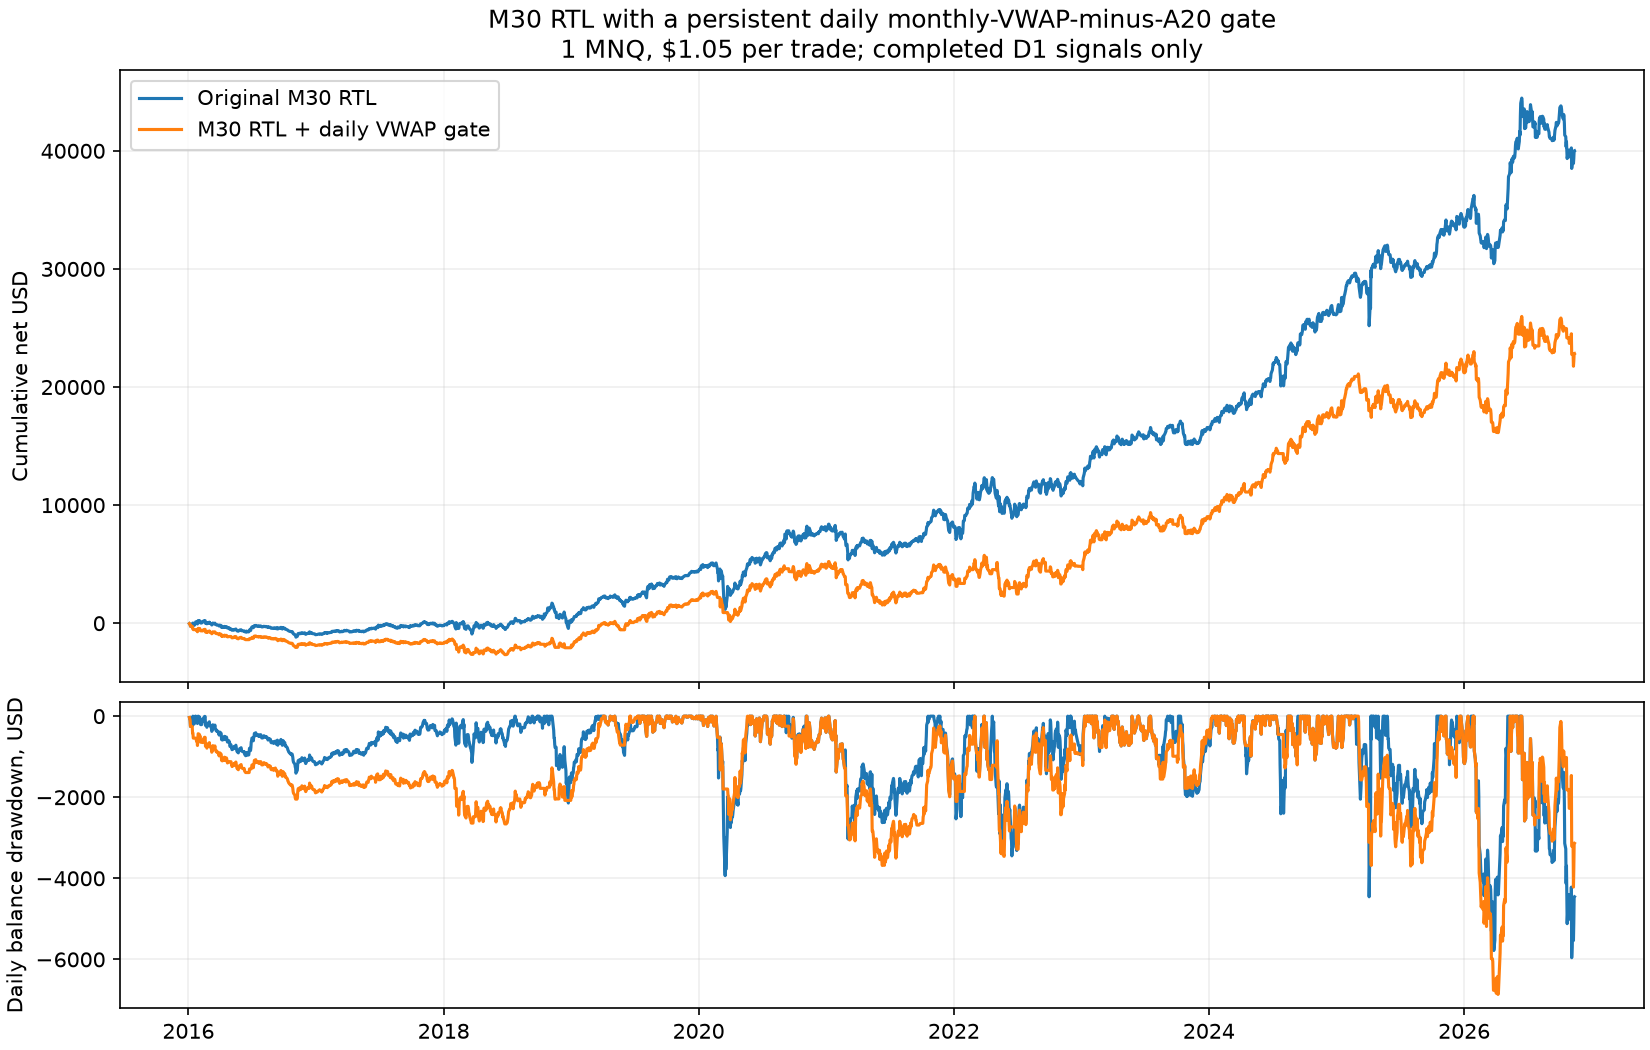 M30 RTL with a persistent daily monthly-VWAP-minus-A20 gate
1 MNQ, $1.05 per trade; completed D1 signals only
Original M30 RTL
M30 RTL + daily VWAP gate
Cumulative net USD
40000
30000
20000
10000
0
Daily balance drawdown, USD
0
−2000
−4000
−6000
2016
2018
2020
2022
2024
2026